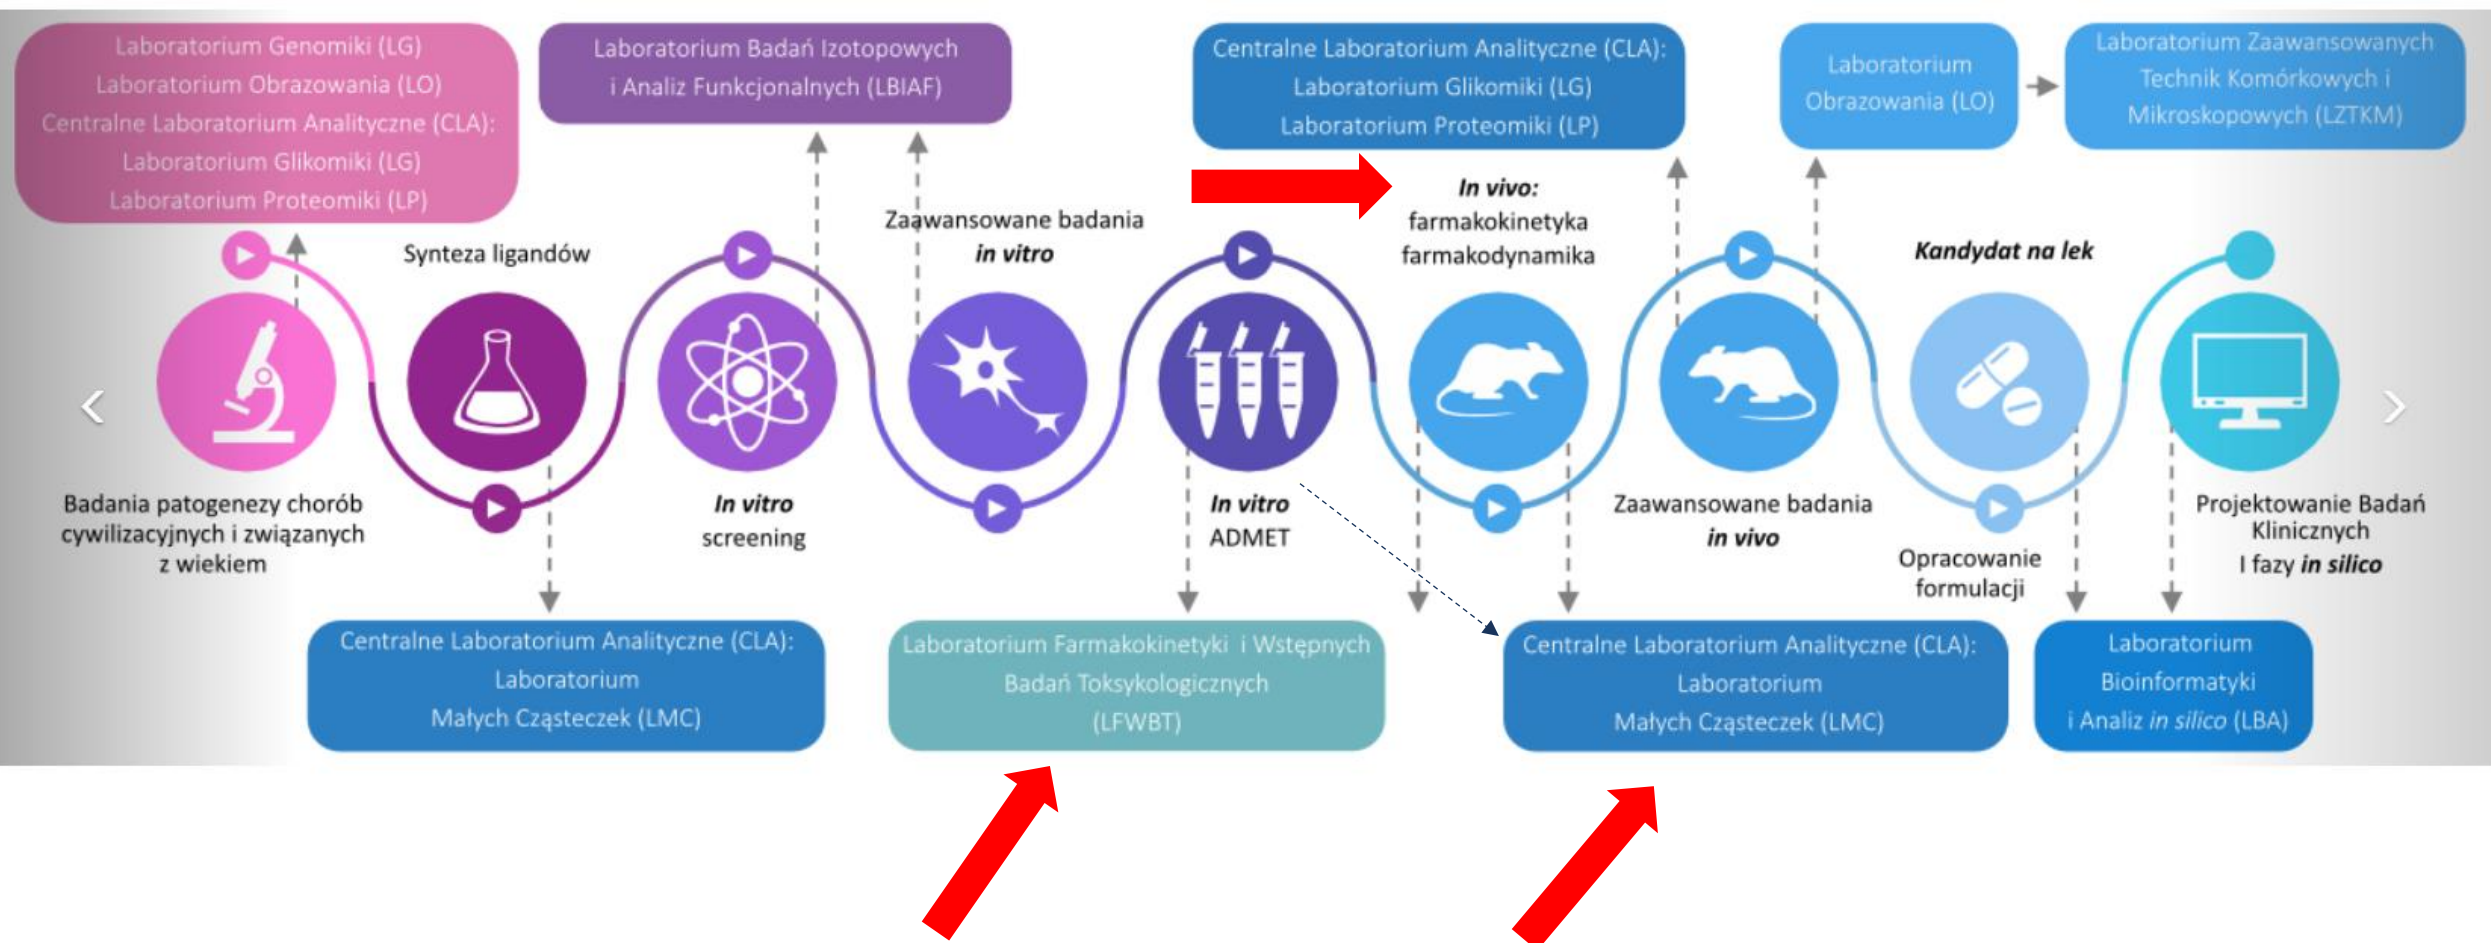 Laboratorium Genomiki (LG)
Laboratorium Obrazowania (LO)
Centralne Laboratorium Analityczne (CLA):
Laboratorium Glikomiki (LG)
Laboratorium Proteomiki (LP)
Laboratorium Badań Izotopowych
i Analiz Funkcjonalnych (LBIAF)
Centralne Laboratorium Analityczne (CLA):
Laboratorium Glikomiki (LG)
Laboratorium Proteomiki (LP)
Laboratorium
Obrazowania (LO)
Laboratorium Zaawansowanych
Technik Komórkowych i
Mikroskopowych (LZTKM)
Synteza ligandów
Zaawansowane badania
in vitro
In vivo:
farmakokinetyka
farmakodynamika
Kandydat na lek
Badania patogenezy chorób
cywilizacyjnych i związanych
z wiekiem
In vitro
screening
In vitro
ADMET
Zaawansowane badania
in vivo
Opracowanie
formulacji
Projektowanie Badań
Klinicznych
I fazy in silico
Centralne Laboratorium Analityczne (CLA):
Laboratorium
Małych Cząsteczek (LMC)
Laboratorium Farmakokinetyki i Wstępnych
Badań Toksykologicznych
(LFWBT)
Centralne Laboratorium Analityczne (CLA):
Laboratorium
Małych Cząsteczek (LMC)
Laboratorium
Bioinformatyki
i Analiz in silico (LBA)